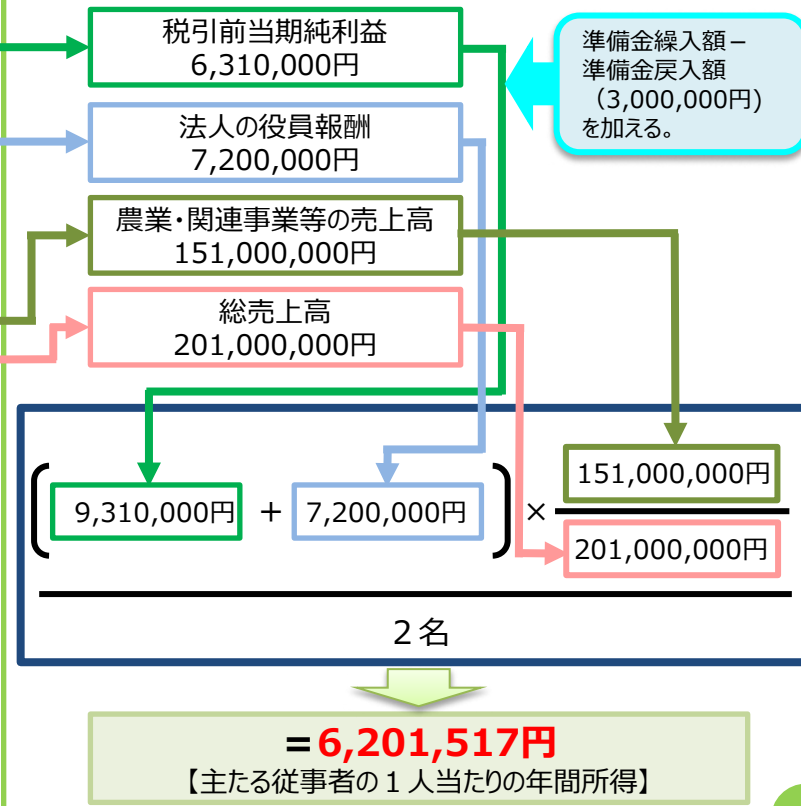 税引前当期純利益
6,310,000円
準備金繰入額－
準備金戻入額
（3,000,000円)
を加える。
法人の役員報酬
7,200,000円
農業・関連事業等の売上高
151,000,000円
総売上高
201,000,000円
( 9,310,000円 + 7,200,000円 ) × 151,000,000円
201,000,000円
２名
＝6,201,517円
【主たる従事者の１人当たりの年間所得】